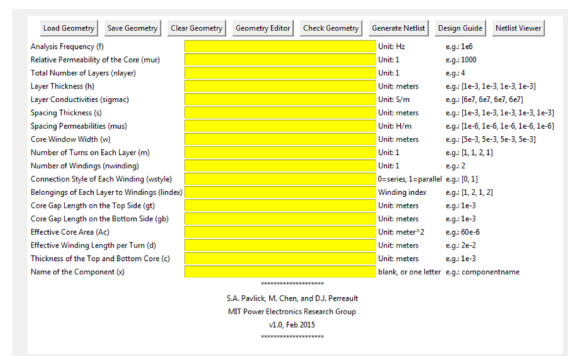 Load Geometry Save Geometry Clear Geometry Geometry Editor Check Geometry Generate Netlist Design Guide Netlist Viewer
Analysis Frequency (f) Unit: Hz e.g.: 1e6
Relative Permeability of the Core (mur) Unit: 1 e.g.: 1000
Total Number of Layers (nlayer) Unit: 1 e.g.: 4
Layer Thickness (h) Unit: meters e.g.: [1e-3, 1e-3, 1e-3, 1e-3]
Layer Conductivities (sigmac) Unit: S/m e.g.: [6e7, 6e7, 6e7, 6e7]
Spacing Thickness (s) Unit: meters e.g.: [1e-3, 1e-3, 1e-3, 1e-3, 1e-3]
Spacing Permeabilities (mus) Unit: H/m e.g.: [1e-6, 1e-6, 1e-6, 1e-6, 1e-6]
Core Window Width (w) Unit: meters e.g.: [5e-3, 5e-3, 5e-3, 5e-3]
Number of Turns on Each Layer (m) Unit: 1 e.g.: [1, 1, 2, 1]
Number of Windings (nwinding) Unit: 1 e.g.: 2
Connection Style of Each Winding (wstyle) 0=series, 1=parallel e.g.: [0, 1]
Belongings of Each Layer to Windings (lindex) Winding index e.g.: [1, 2, 1, 2]
Core Gap Length on the Top Side (gt) Unit: meters e.g.: 1e-3
Core Gap Length on the Bottom Side (gb) Unit: meters e.g.: 1e-3
Effective Core Area (Ac) Unit: meter^2 e.g.: 60e-6
Effective Winding Length per Turn (d) Unit: meters e.g.: 2e-2
Thickness of the Top and Bottom Core (c) Unit: meters e.g.: 1e-3
Name of the Component (x) blank, or one letter e.g.: componentname
********************
S.A. Pavlick, M. Chen, and D.J. Perreault
MIT Power Electronics Research Group
v1.0, Feb 2015
********************